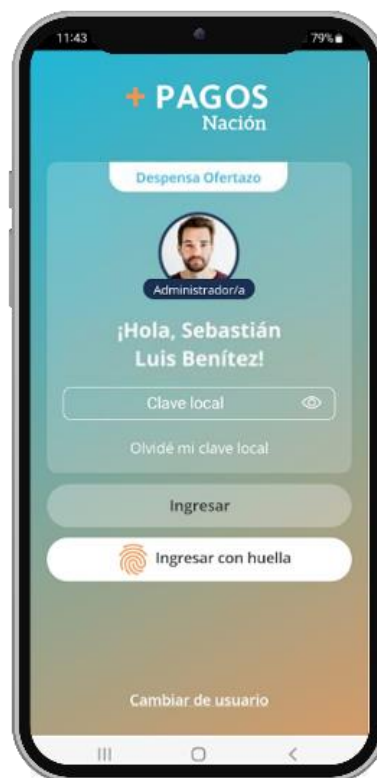 11:43
79%
+ PAGOS
Nación
Despensa Ofertazo
Administrador/a
¡Hola, Sebastián
Luis Benítez!
Clave local
Olvidé mi clave local
Ingresar
Ingresar con huella
Cambiar de usuario